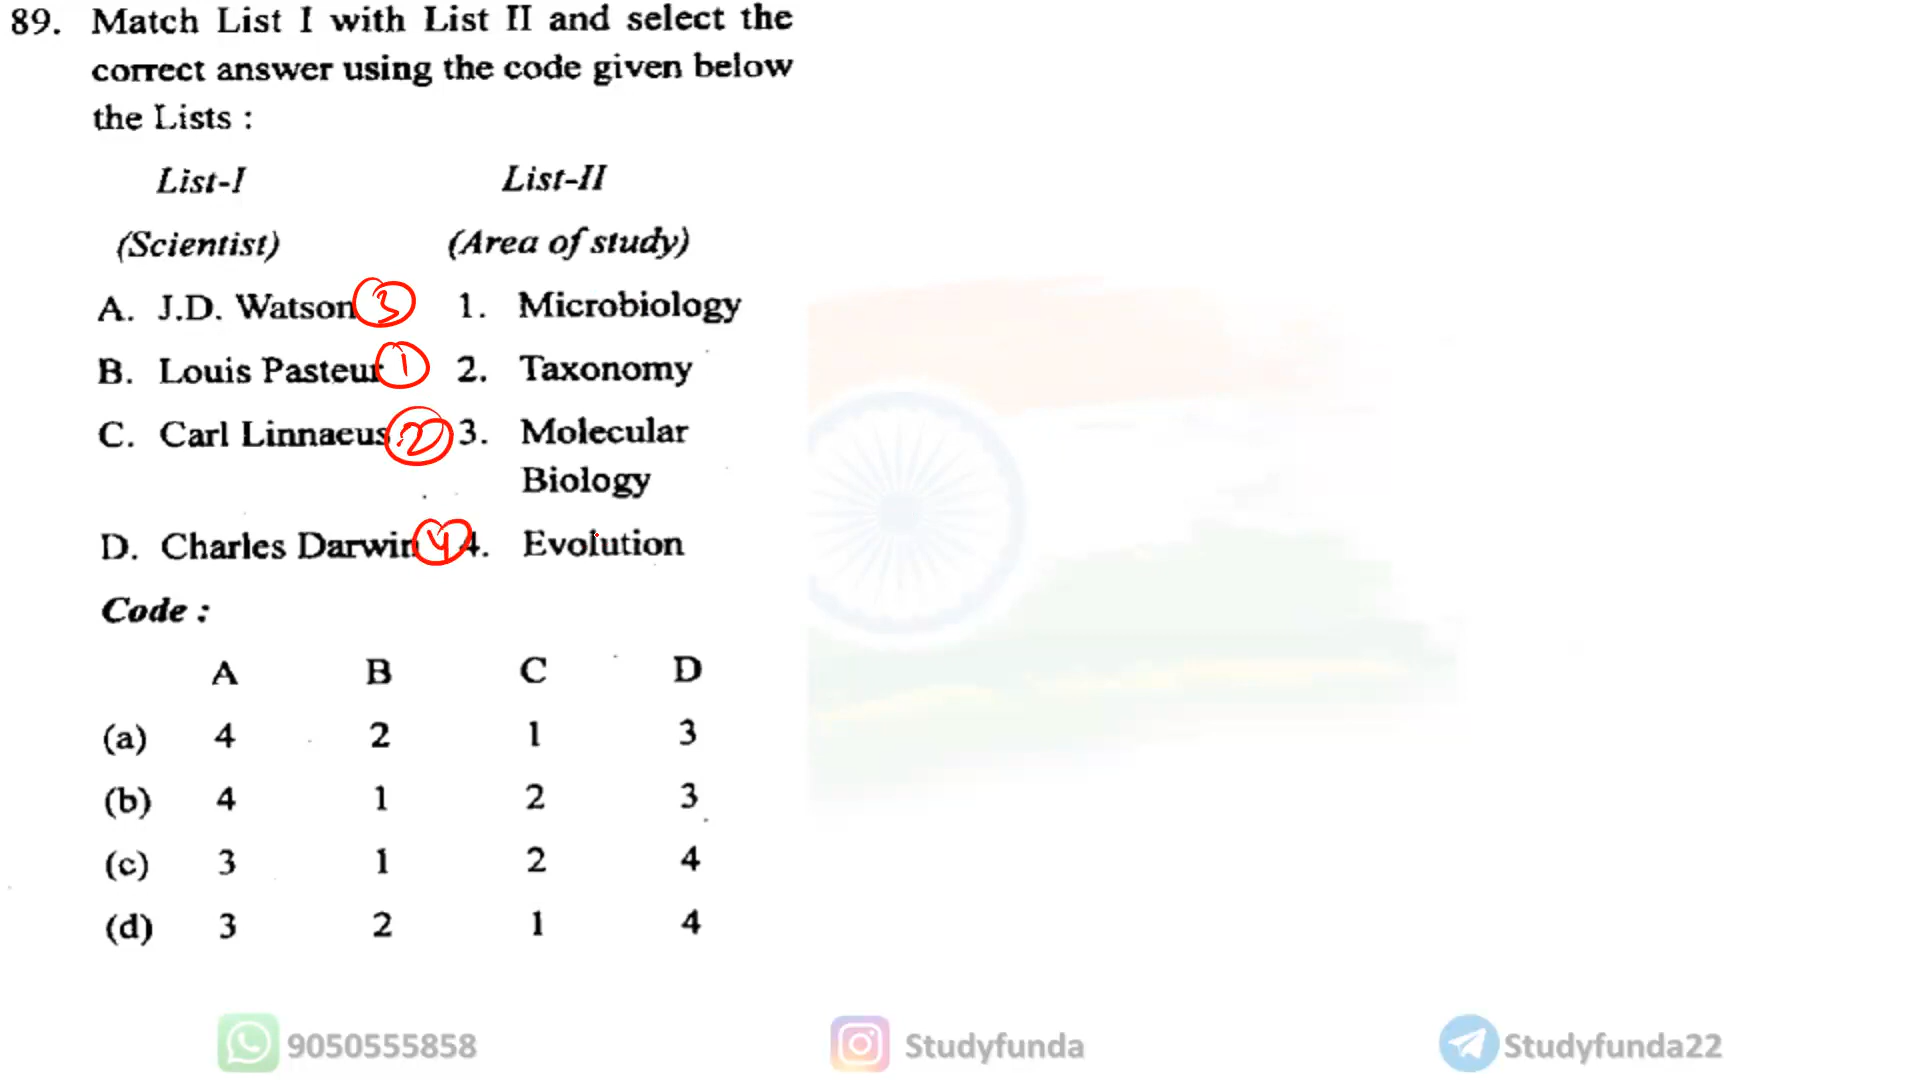 89. Match List I with List II and select the
correct answer using the code given below
the Lists :
List-I List-II
(Scientist) (Area of study)
A. J.D. Watson 3 1. Microbiology
B. Louis Pasteur 1 2. Taxonomy
C. Carl Linnaeus 2 3. Molecular
Biology
D. Charles Darwin 4 4. Evolution
Code :
A B C D
(a) 4 2 1 3
(b) 4 1 2 3
(c) 3 1 2 4
(d) 3 2 1 4
9050555858 Studyfunda Studyfunda22